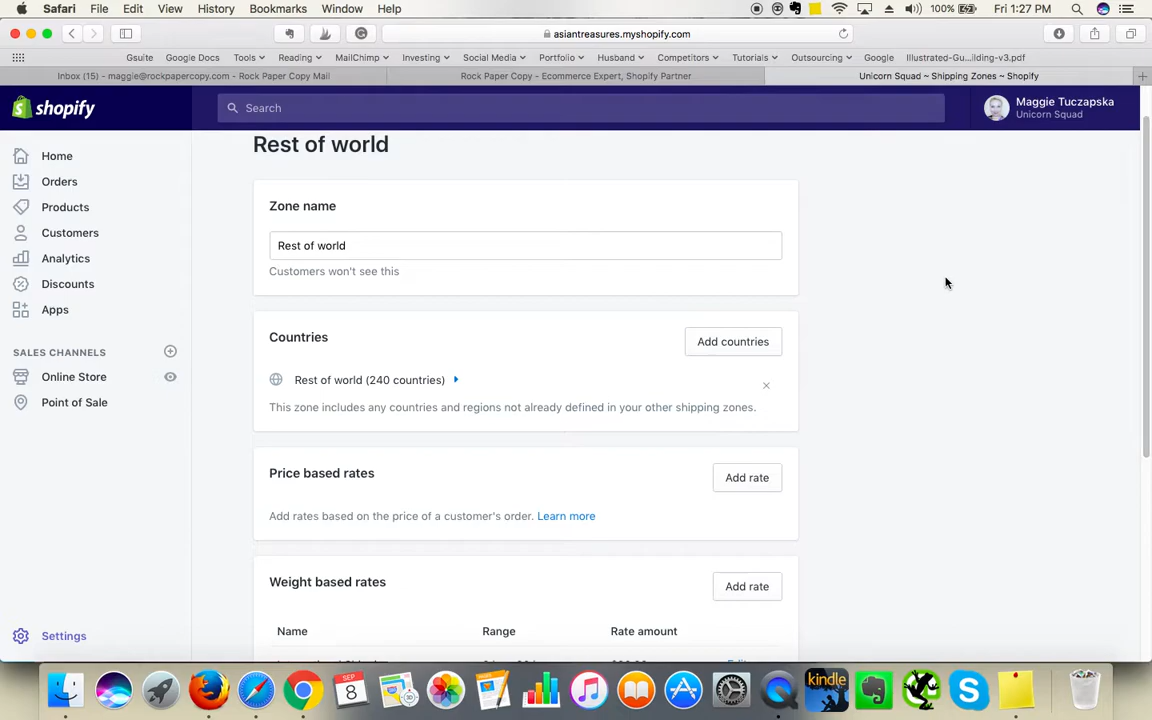 Safari File Edit View History Bookmarks Window Help 100% Fri 1:27 PM
asiantreasures.myshopify.com
Gsuite Google Docs Tools Reading MailChimp Investing Social Media Portfolio Husband Competitors Tutorials Outsourcing Google Illustrated-Gu...ilding-v3.pdf
Inbox (15) - maggie@rockpapercopy.com - Rock Paper Copy Mail Rock Paper Copy - Ecommerce Expert, Shopify Partner Unicorn Squad ~ Shipping Zones ~ Shopify
shopify Search Maggie Tuczapska
Unicorn Squad
Home
Orders
Products
Customers
Analytics
Discounts
Apps
SALES CHANNELS
Online Store
Point of Sale
Settings
Rest of world
Zone name
Rest of world
Customers won't see this
Countries Add countries
Rest of world (240 countries)
This zone includes any countries and regions not already defined in your other shipping zones.
Price based rates Add rate
Add rates based on the price of a customer's order. Learn more
Weight based rates Add rate
Name Range Rate amount
SEP
8
30
kindle